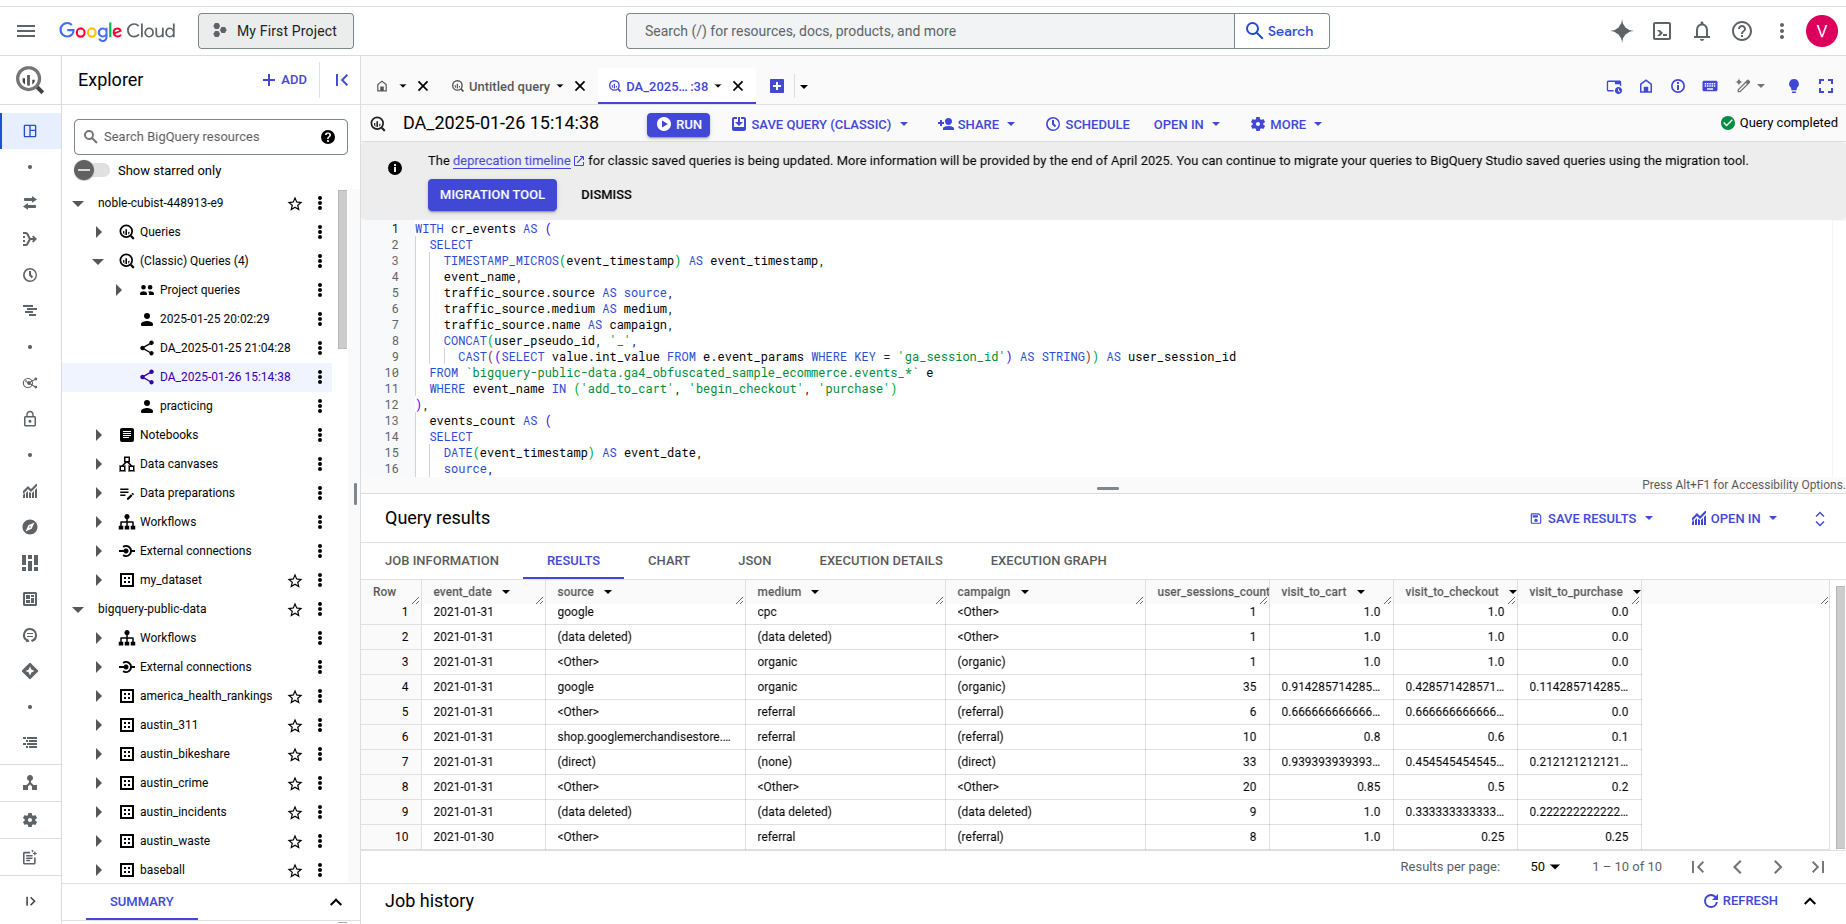 Google Cloud
My First Project
Search (/) for resources, docs, products, and more
Search
V
Explorer
+ ADD
Untitled query
DA_2025... :38
Search BigQuery resources
Show starred only
noble-cubist-448913-e9
Queries
(Classic) Queries (4)
Project queries
2025-01-25 20:02:29
DA_2025-01-25 21:04:28
DA_2025-01-26 15:14:38
practicing
Notebooks
Data canvases
Data preparations
Workflows
External connections
my_dataset
bigquery-public-data
Workflows
External connections
america_health_rankings
austin_311
austin_bikeshare
austin_crime
austin_incidents
austin_waste
baseball
SUMMARY
DA_2025-01-26 15:14:38
RUN
SAVE QUERY (CLASSIC)
SHARE
SCHEDULE
OPEN IN
MORE
Query completed
The deprecation timeline for classic saved queries is being updated. More information will be provided by the end of April 2025. You can continue to migrate your queries to BigQuery Studio saved queries using the migration tool.
MIGRATION TOOL
DISMISS
1 WITH cr_events AS (
2 SELECT
3 TIMESTAMP_MICROS(event_timestamp) AS event_timestamp,
4 event_name,
5 traffic_source.source AS source,
6 traffic_source.medium AS medium,
7 traffic_source.name AS campaign,
8 CONCAT(user_pseudo_id, '_',
9 CAST((SELECT value.int_value FROM e.event_params WHERE KEY = 'ga_session_id') AS STRING)) AS user_session_id
10 FROM `bigquery-public-data.ga4_obfuscated_sample_ecommerce.events_*` e
11 WHERE event_name IN ('add_to_cart', 'begin_checkout', 'purchase')
12 ),
13 events_count AS (
14 SELECT
15 DATE(event_timestamp) AS event_date,
16 source,
Press Alt+F1 for Accessibility Options.
Query results
SAVE RESULTS
OPEN IN
JOB INFORMATION
RESULTS
CHART
JSON
EXECUTION DETAILS
EXECUTION GRAPH
Row event_date source medium campaign user_sessions_count visit_to_cart visit_to_checkout visit_to_purchase
1 2021-01-31 google cpc <Other> 1 1.0 1.0 0.0
2 2021-01-31 (data deleted) (data deleted) <Other> 1 1.0 1.0 0.0
3 2021-01-31 <Other> organic (organic) 1 1.0 1.0 0.0
4 2021-01-31 google organic (organic) 35 0.914285714285... 0.428571428571... 0.114285714285...
5 2021-01-31 <Other> referral (referral) 6 0.666666666666... 0.666666666666... 0.0
6 2021-01-31 shop.googlemerchandisestore.... referral (referral) 10 0.8 0.6 0.1
7 2021-01-31 (direct) (none) (direct) 33 0.939393939393... 0.454545454545... 0.212121212121...
8 2021-01-31 <Other> <Other> <Other> 20 0.85 0.5 0.2
9 2021-01-31 (data deleted) (data deleted) (data deleted) 9 1.0 0.333333333333... 0.222222222222...
10 2021-01-30 <Other> referral (referral) 8 1.0 0.25 0.25
Results per page: 50 1 – 10 of 10
Job history
REFRESH